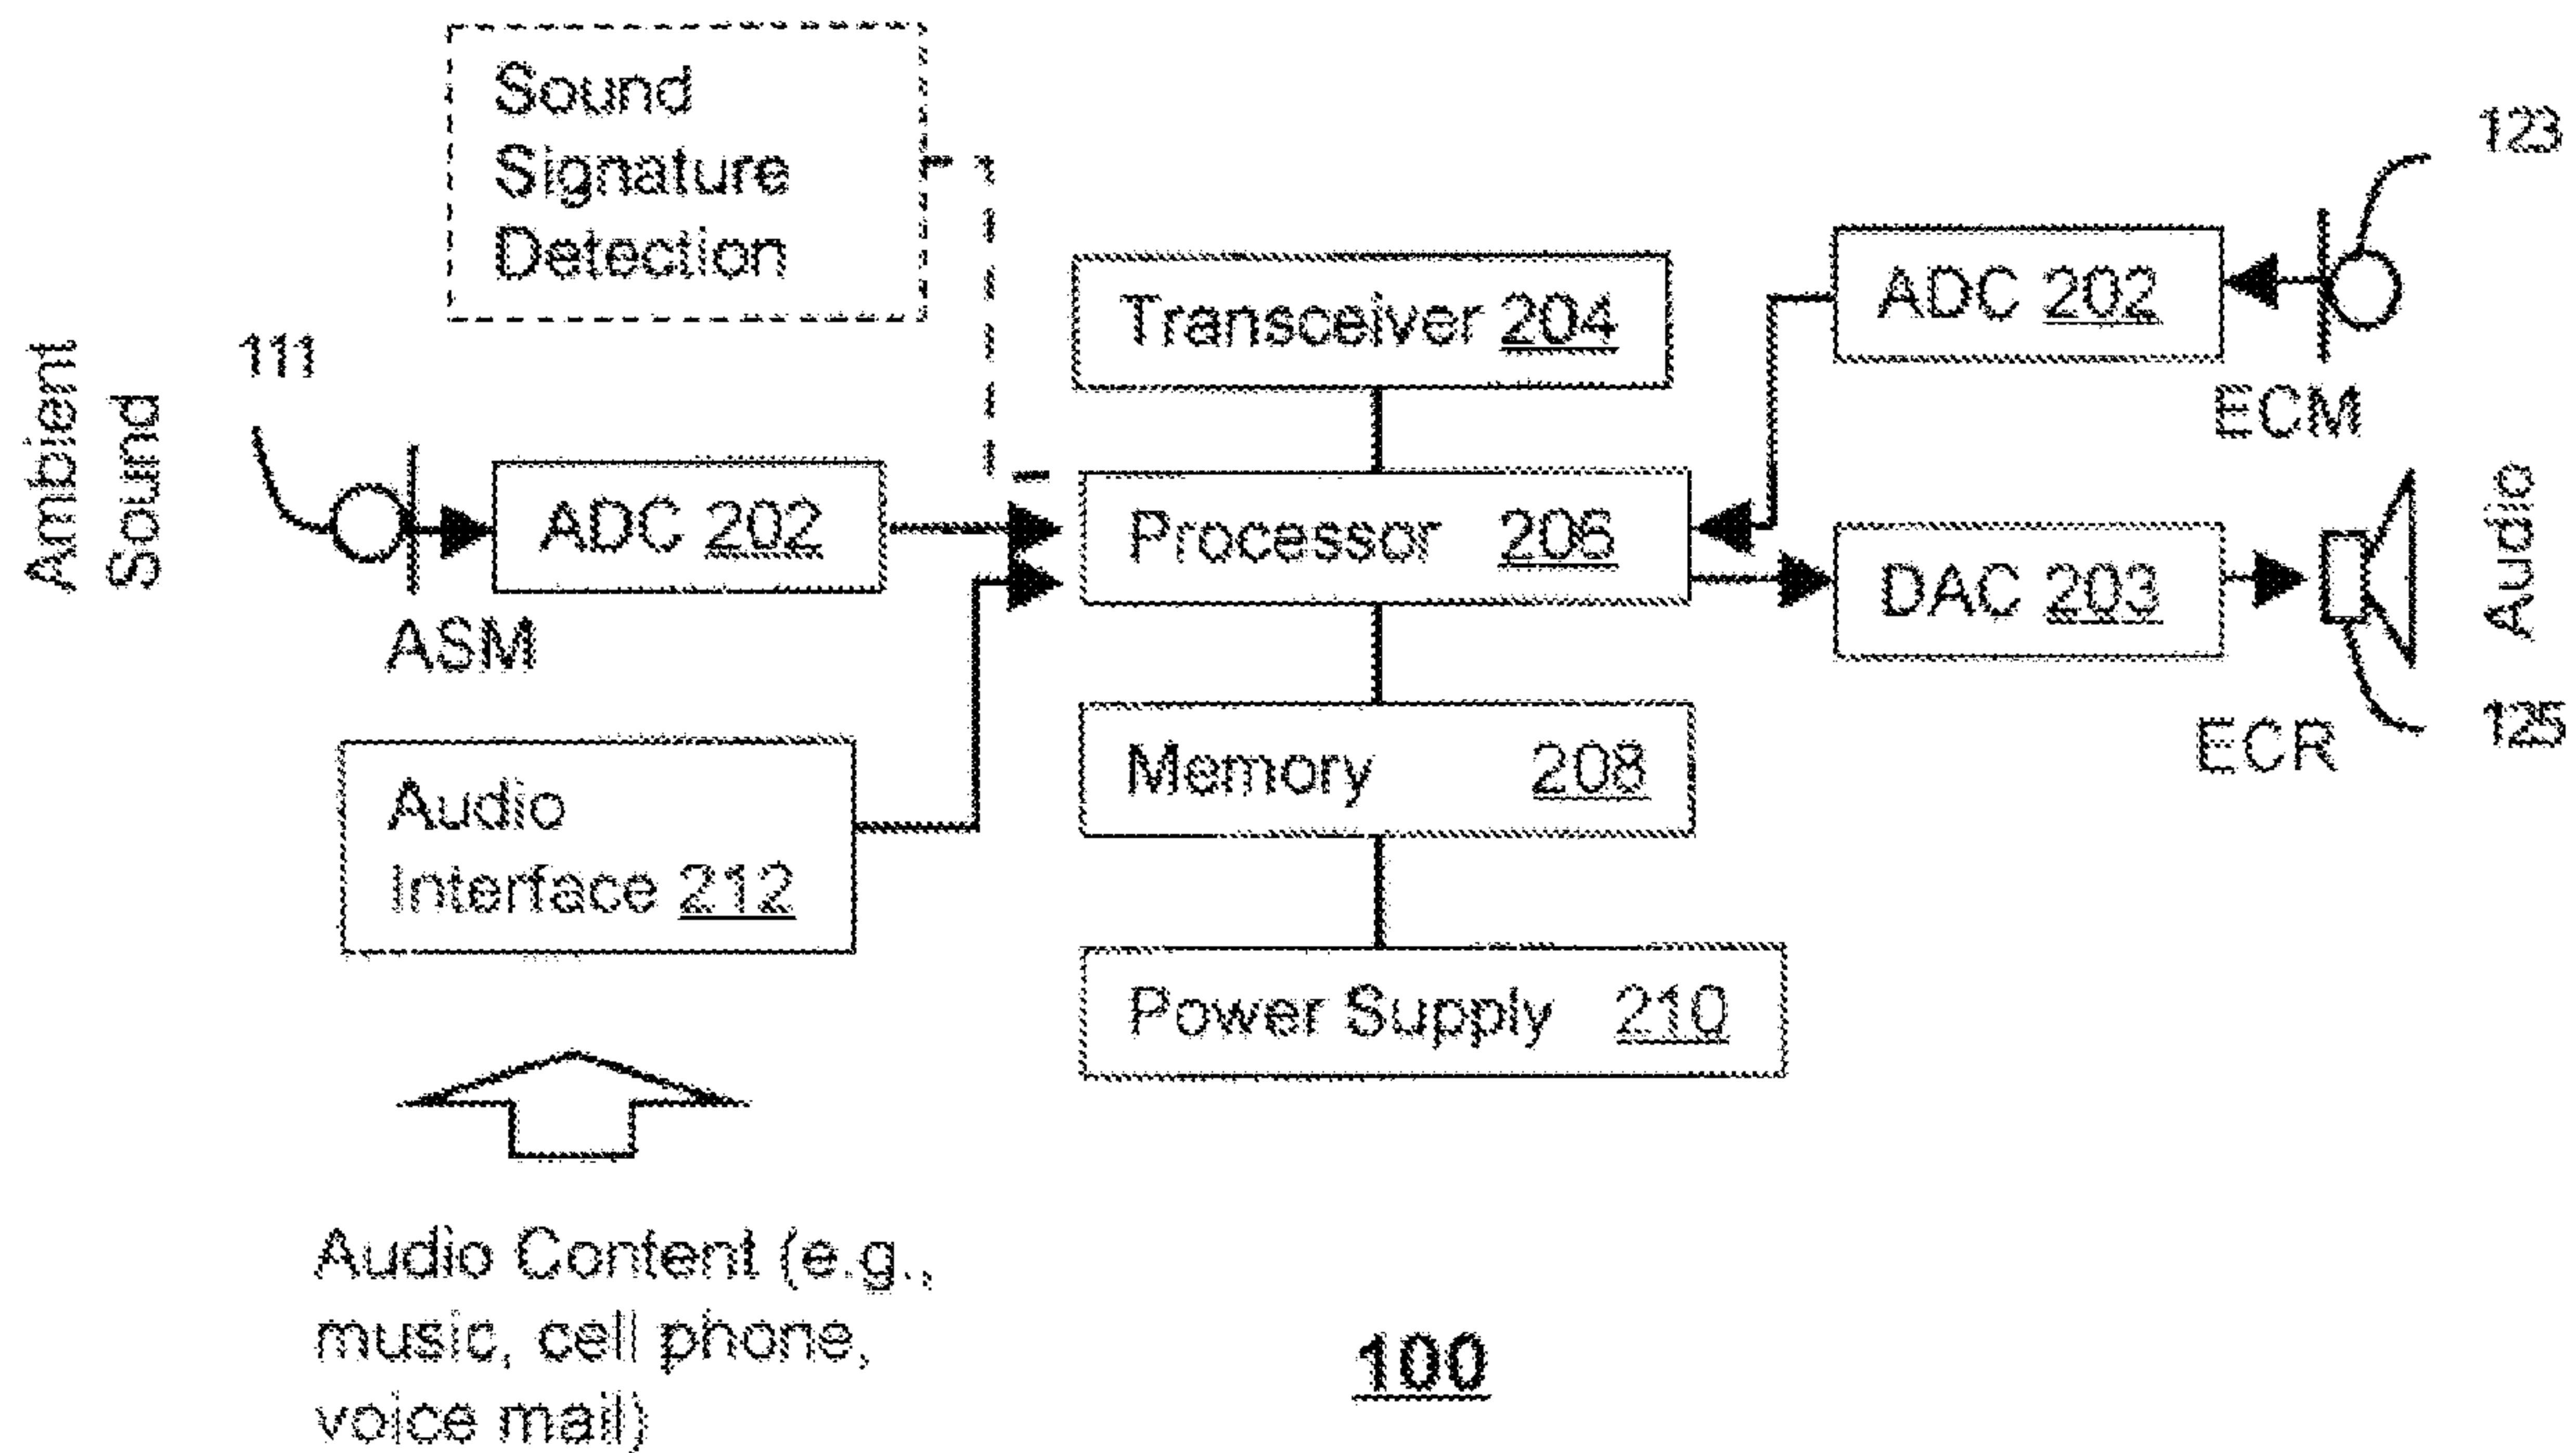 Sound
Signature
Detection
123
Transceiver 204
ADC 202
Ambient
Sound
111
ECM
ADC 202
Processor 206
DAC 203
Audio
ASM
ECR
125
Memory 208
Audio
Interface 212
Power Supply 210
Audio Content (e.g.,
music, cell phone,
voice mail)
100